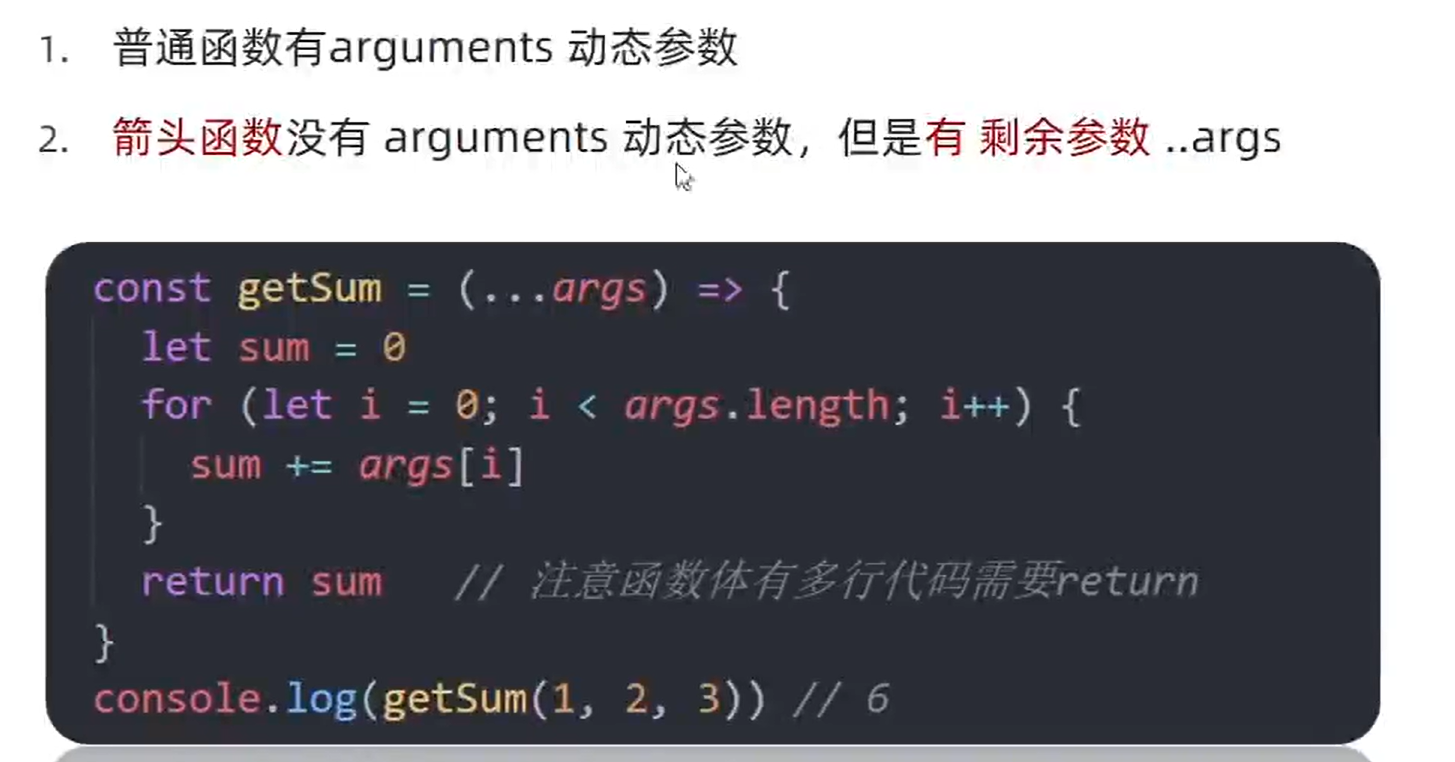 1. 普通函数有arguments 动态参数
2. 箭头函数没有 arguments 动态参数，但是有 剩余参数 ..args
const getSum = (...args) => {
  let sum = 0
  for (let i = 0; i < args.length; i++) {
    sum += args[i]
  }
  return sum   // 注意函数体有多行代码需要return
}
console.log(getSum(1, 2, 3)) // 6